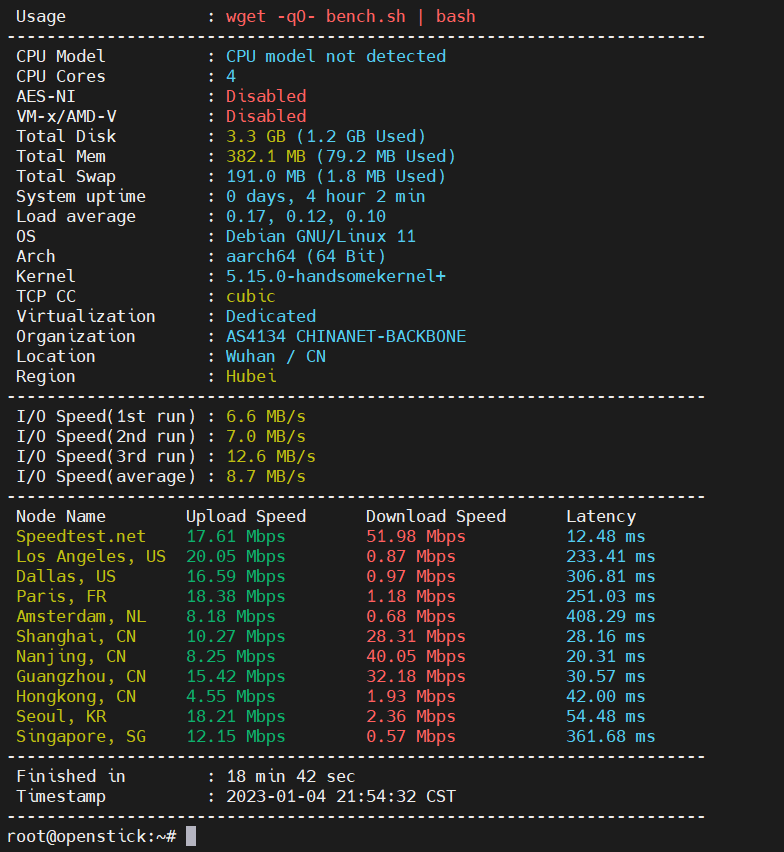 Usage : wget -qO- bench.sh | bash
----------------------------------------------------------------------
CPU Model : CPU model not detected
CPU Cores : 4
AES-NI : Disabled
VM-x/AMD-V : Disabled
Total Disk : 3.3 GB (1.2 GB Used)
Total Mem : 382.1 MB (79.2 MB Used)
Total Swap : 191.0 MB (1.8 MB Used)
System uptime : 0 days, 4 hour 2 min
Load average : 0.17, 0.12, 0.10
OS : Debian GNU/Linux 11
Arch : aarch64 (64 Bit)
Kernel : 5.15.0-handsomekernel+
TCP CC : cubic
Virtualization : Dedicated
Organization : AS4134 CHINANET-BACKBONE
Location : Wuhan / CN
Region : Hubei
----------------------------------------------------------------------
I/O Speed(1st run) : 6.6 MB/s
I/O Speed(2nd run) : 7.0 MB/s
I/O Speed(3rd run) : 12.6 MB/s
I/O Speed(average) : 8.7 MB/s
----------------------------------------------------------------------
Node Name Upload Speed Download Speed Latency
Speedtest.net 17.61 Mbps 51.98 Mbps 12.48 ms
Los Angeles, US 20.05 Mbps 0.87 Mbps 233.41 ms
Dallas, US 16.59 Mbps 0.97 Mbps 306.81 ms
Paris, FR 18.38 Mbps 1.18 Mbps 251.03 ms
Amsterdam, NL 8.18 Mbps 0.68 Mbps 408.29 ms
Shanghai, CN 10.27 Mbps 28.31 Mbps 28.16 ms
Nanjing, CN 8.25 Mbps 40.05 Mbps 20.31 ms
Guangzhou, CN 15.42 Mbps 32.18 Mbps 30.57 ms
Hongkong, CN 4.55 Mbps 1.93 Mbps 42.00 ms
Seoul, KR 18.21 Mbps 2.36 Mbps 54.48 ms
Singapore, SG 12.15 Mbps 0.57 Mbps 361.68 ms
----------------------------------------------------------------------
Finished in : 18 min 42 sec
Timestamp : 2023-01-04 21:54:32 CST
----------------------------------------------------------------------
root@openstick:~#